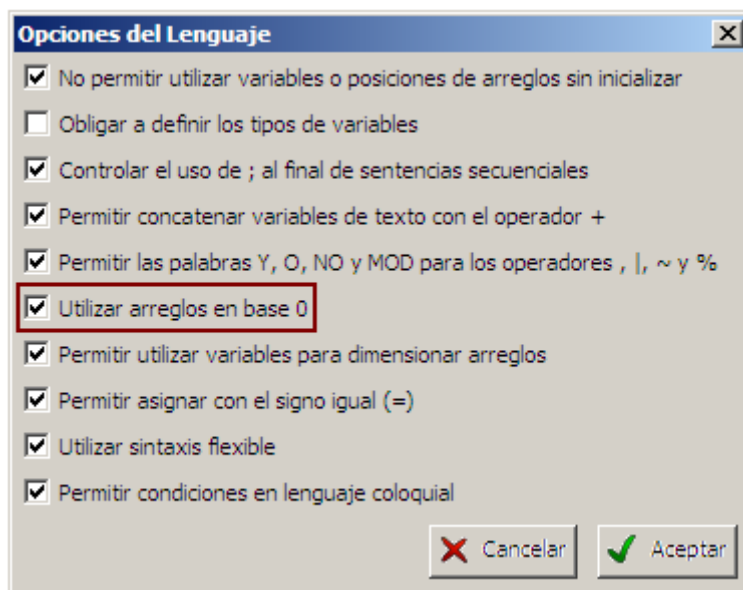 Opciones del Lenguaje
No permitir utilizar variables o posiciones de arreglos sin inicializar
Obligar a definir los tipos de variables
Controlar el uso de ; al final de sentencias secuenciales
Permitir concatenar variables de texto con el operador +
Permitir las palabras Y, O, NO y MOD para los operadores , |, ~ y %
Utilizar arreglos en base 0
Permitir utilizar variables para dimensionar arreglos
Permitir asignar con el signo igual (=)
Utilizar sintaxis flexible
Permitir condiciones en lenguaje coloquial
Cancelar Aceptar